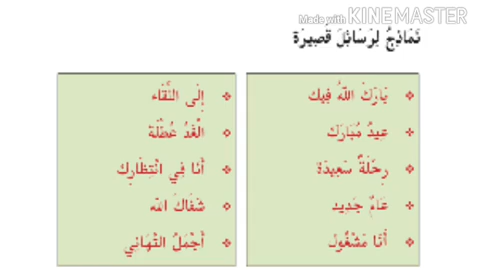 Made with KINEMASTER
نَمَاذِجُ لِرَسَائِلَ قَصِيرَة
بَارَكَ اللهُ فِيك
عِيدٌ مُبَارَك
رِحْلَةٌ سَعِيدَة
عَامٌ جَدِيد
أَنَا مَشْغُول
إِلَى اللِّقَاء
الْغَدُ عُطْلَة
أَنَا فِي انْتِظَارِك
شَفَاكَ الله
أَجْمَلُ التَّهَانِي